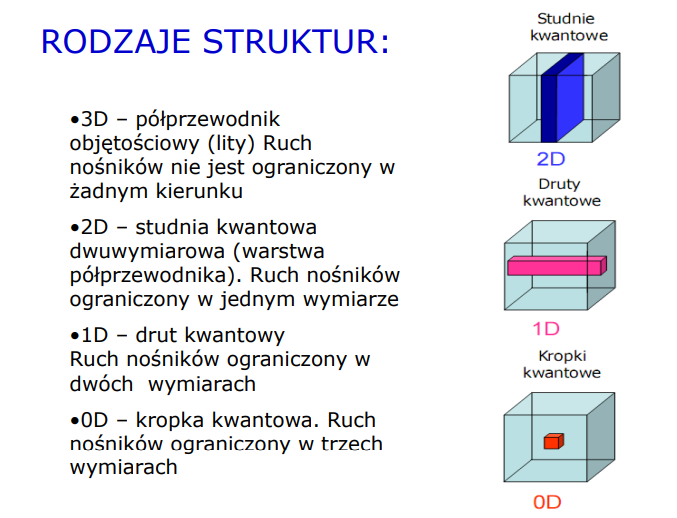 RODZAJE STRUKTUR:
•3D – półprzewodnik
objętościowy (lity) Ruch
nośników nie jest ograniczony w
żadnym kierunku
•2D – studnia kwantowa
dwuwymiarowa (warstwa
półprzewodnika). Ruch nośników
ograniczony w jednym wymiarze
•1D – drut kwantowy
Ruch nośników ograniczony w
dwóch  wymiarach
•0D – kropka kwantowa. Ruch
nośników ograniczony w trzech
wymiarach
Studnie
kwantowe
2D
Druty
kwantowe
1D
Kropki
kwantowe
0D